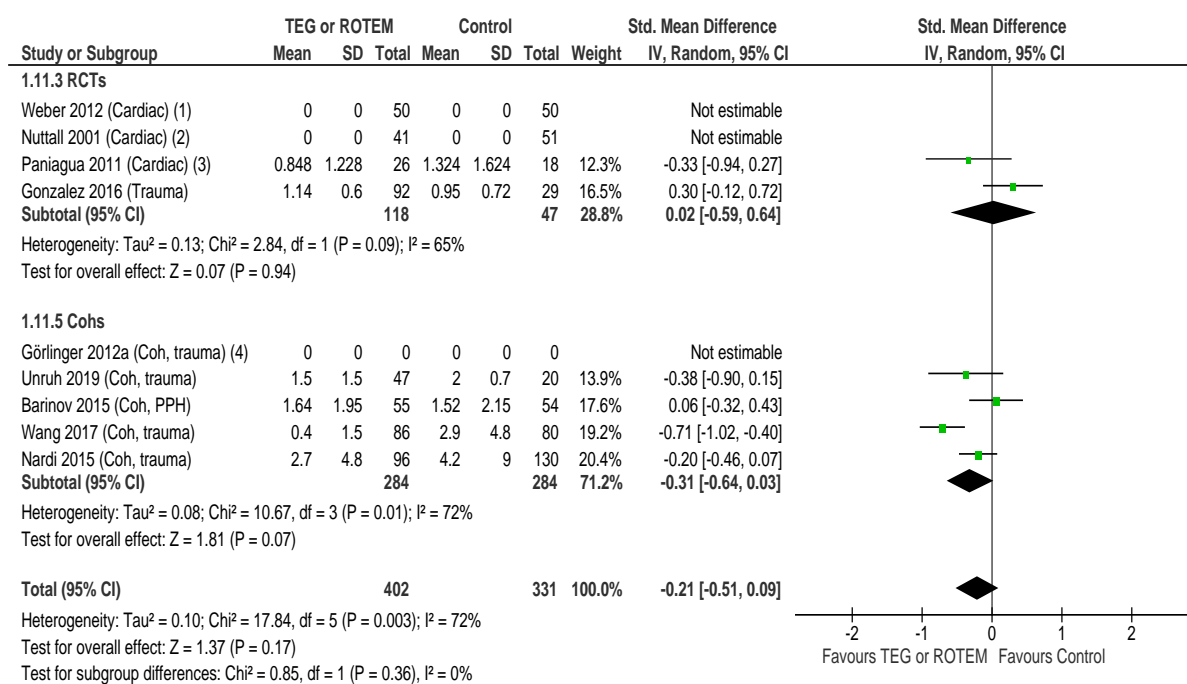 TEG or ROTEM Control Std. Mean Difference Std. Mean Difference
Study or Subgroup Mean SD Total Mean SD Total Weight IV, Random, 95% CI IV, Random, 95% CI
1.11.3 RCTs
Weber 2012 (Cardiac) (1) 0 0 50 0 0 50 Not estimable
Nuttall 2001 (Cardiac) (2) 0 0 41 0 0 51 Not estimable
Paniagua 2011 (Cardiac) (3) 0.848 1.228 26 1.324 1.624 18 12.3% -0.33 [-0.94, 0.27]
Gonzalez 2016 (Trauma) 1.14 0.6 92 0.95 0.72 29 16.5% 0.30 [-0.12, 0.72]
Subtotal (95% CI) 118 47 28.8% 0.02 [-0.59, 0.64]
Heterogeneity: Tau² = 0.13; Chi² = 2.84, df = 1 (P = 0.09); I² = 65%
Test for overall effect: Z = 0.07 (P = 0.94)
1.11.5 Cohs
Görlinger 2012a (Coh, trauma) (4) 0 0 0 0 0 0 Not estimable
Unruh 2019 (Coh, trauma) 1.5 1.5 47 2 0.7 20 13.9% -0.38 [-0.90, 0.15]
Barinov 2015 (Coh, PPH) 1.64 1.95 55 1.52 2.15 54 17.6% 0.06 [-0.32, 0.43]
Wang 2017 (Coh, trauma) 0.4 1.5 86 2.9 4.8 80 19.2% -0.71 [-1.02, -0.40]
Nardi 2015 (Coh, trauma) 2.7 4.8 96 4.2 9 130 20.4% -0.20 [-0.46, 0.07]
Subtotal (95% CI) 284 284 71.2% -0.31 [-0.64, 0.03]
Heterogeneity: Tau² = 0.08; Chi² = 10.67, df = 3 (P = 0.01); I² = 72%
Test for overall effect: Z = 1.81 (P = 0.07)
Total (95% CI) 402 331 100.0% -0.21 [-0.51, 0.09]
Heterogeneity: Tau² = 0.10; Chi² = 17.84, df = 5 (P = 0.003); I² = 72%
Test for overall effect: Z = 1.37 (P = 0.17)
Test for subgroup differences: Chi² = 0.85, df = 1 (P = 0.36), I² = 0%
-2 -1 0 1 2
Favours TEG or ROTEM Favours Control